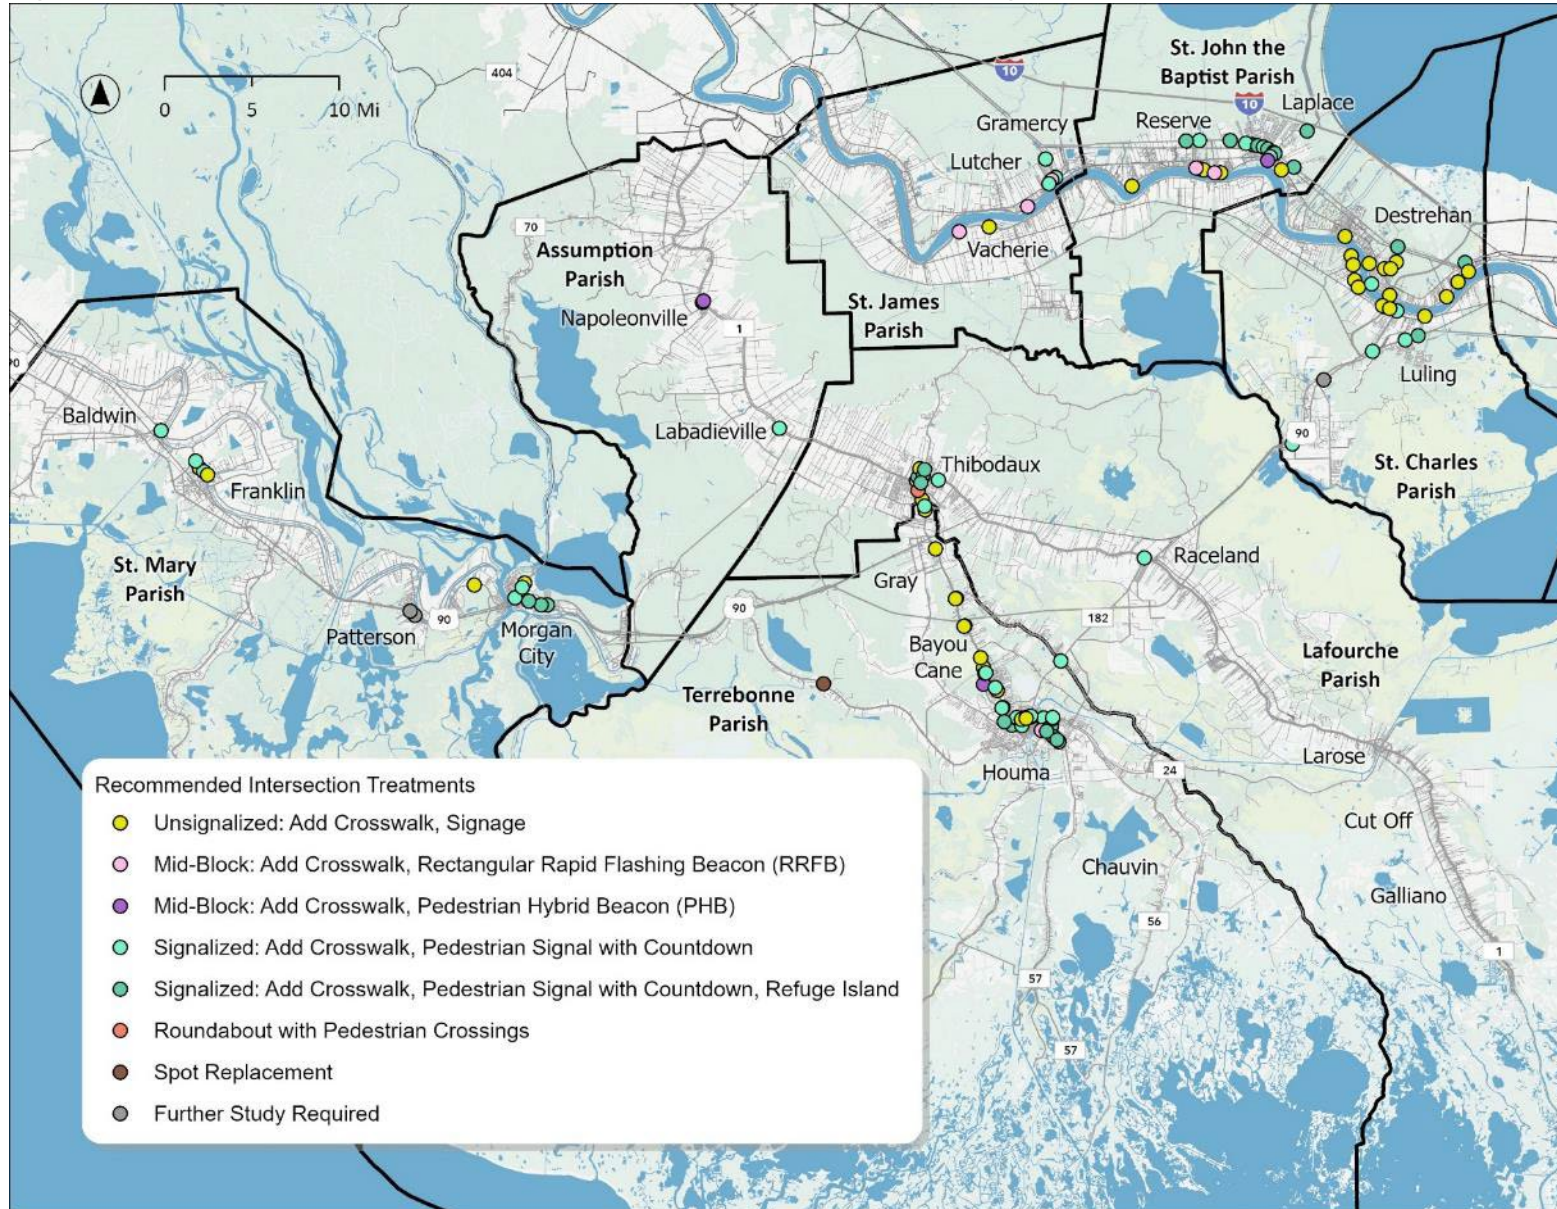 404
10
St. John the
Baptist Parish
10
Laplace
0 5 10 Mi
Reserve
Gramercy
Lutcher
Destrehan
70
Assumption
Parish
Vacherie
St. James
Parish
Napoleonville
1
90
Luling
Baldwin
Labadieville
90
Thibodaux
St. Charles
Parish
Franklin
Raceland
St. Mary
Parish
Gray
90
182
Patterson
90
Morgan
City
Bayou
Cane
Lafourche
Parish
Terrebonne
Parish
Larose
Houma
24
Recommended Intersection Treatments
Unsignalized: Add Crosswalk, Signage
Mid-Block: Add Crosswalk, Rectangular Rapid Flashing Beacon (RRFB)
Mid-Block: Add Crosswalk, Pedestrian Hybrid Beacon (PHB)
Signalized: Add Crosswalk, Pedestrian Signal with Countdown
Signalized: Add Crosswalk, Pedestrian Signal with Countdown, Refuge Island
Roundabout with Pedestrian Crossings
Spot Replacement
Further Study Required
Cut Off
Chauvin
Galliano
56
1
57
57